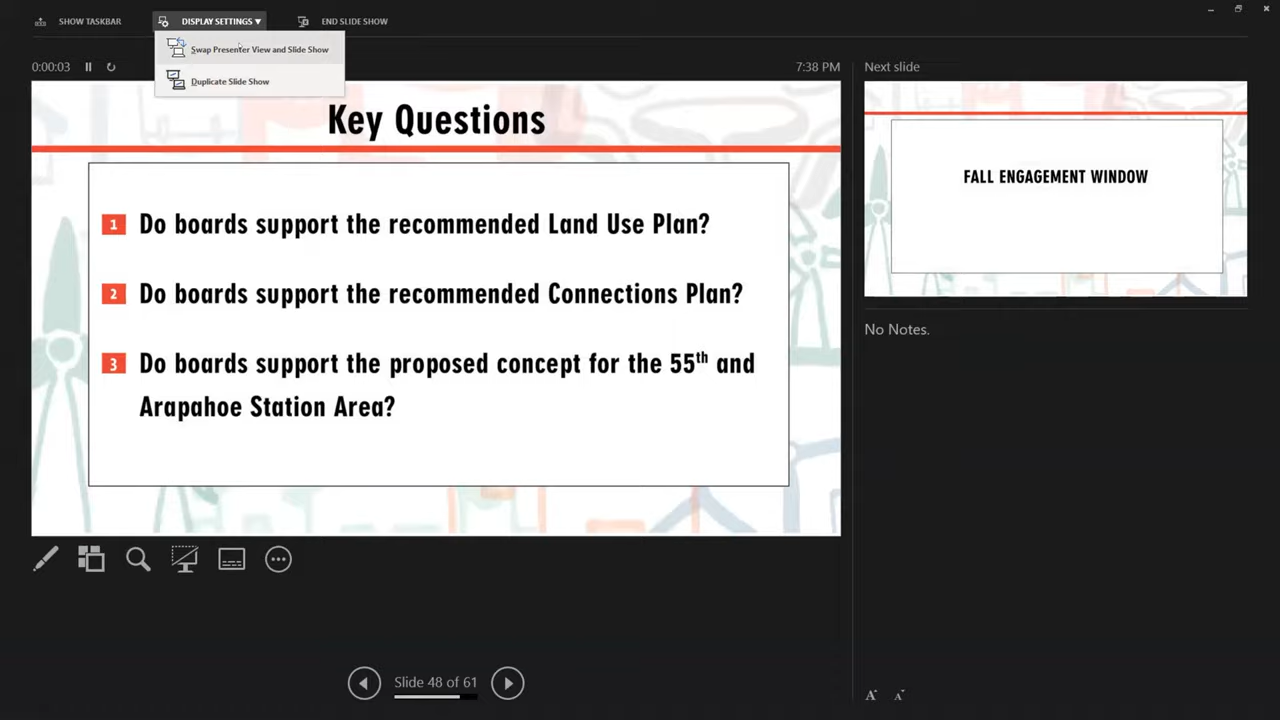 SHOW TASKBAR
DISPLAY SETTINGS ▼
END SLIDE SHOW
Swap Presenter View and Slide Show
Duplicate Slide Show
0:00:03
7:38 PM
Key Questions
1 Do boards support the recommended Land Use Plan?
2 Do boards support the recommended Connections Plan?
3 Do boards support the proposed concept for the 55th and
Arapahoe Station Area?
Slide 48 of 61
Next slide
FALL ENGAGEMENT WINDOW
No Notes.
A A